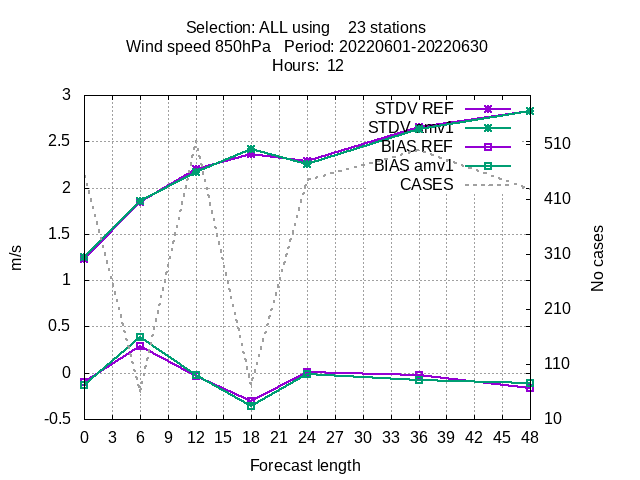 Selection: ALL using 23 stations
Wind speed 850hPa Period: 20220601-20220630
Hours: 12
STDV REF
STDV amv1
BIAS REF
BIAS amv1
CASES
3
2.5
2
1.5
1
0.5
0
-0.5
m/s
510
410
310
210
110
10
No cases
0 3 6 9 12 15 18 21 24 27 30 33 36 39 42 45 48
Forecast length